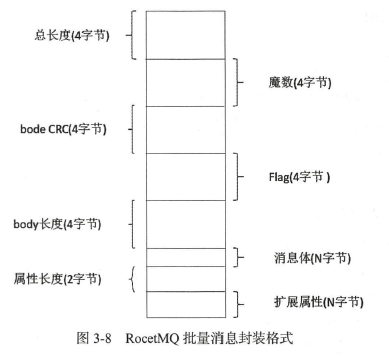 总长度(4字节)
魔数(4字节)
bode CRC(4字节)
Flag(4字节 )
body长度(4字节)
消息体(N字节)
属性长度(2字节)
扩展属性(N字节)
图 3-8 RocetMQ 批量消息封装格式